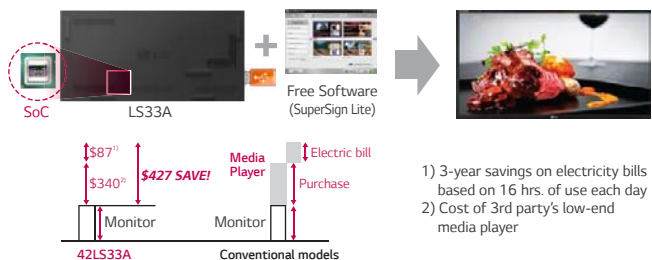 SoC
LS33A
Free Software
(SuperSign Lite)
$87¹⁾
$340²⁾
$427 SAVE!
Monitor
42LS33A
Media
Player
Electric bill
Purchase
Monitor
Conventional models
1) 3-year savings on electricity bills
based on 16 hrs. of use each day
2) Cost of 3rd party's low-end
media player